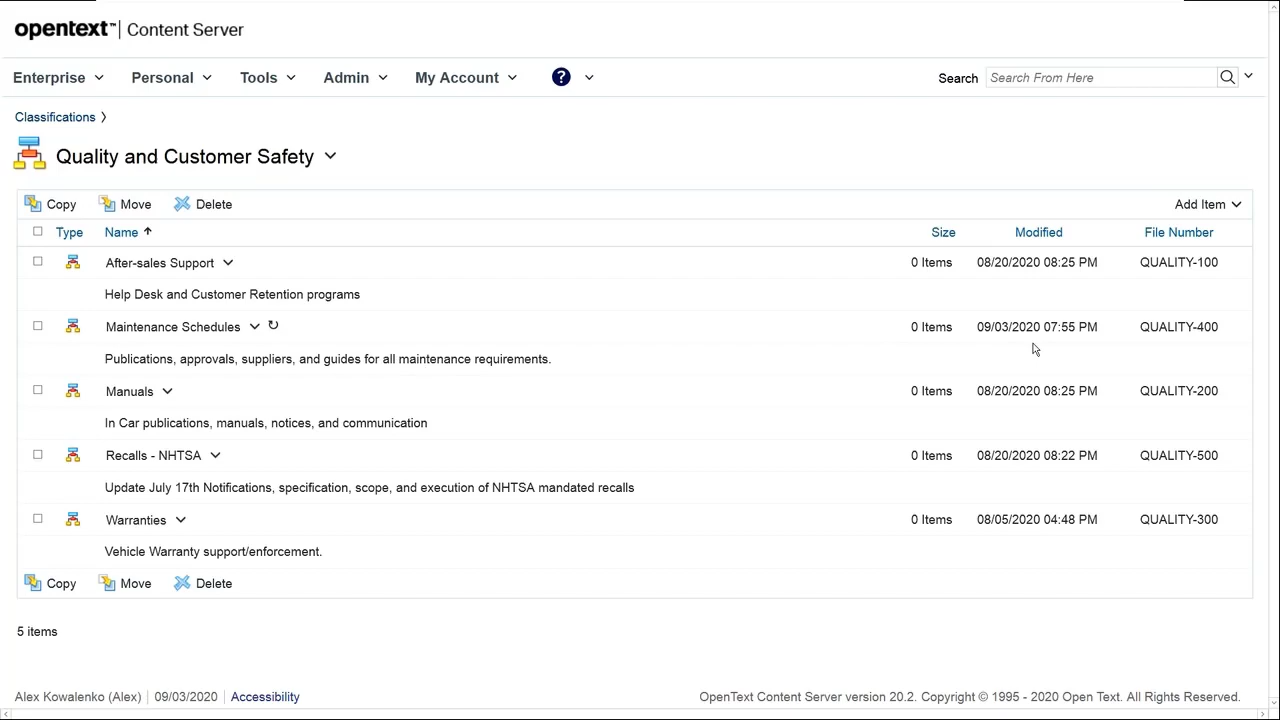 opentext™ | Content Server
Enterprise Personal Tools Admin My Account ? Search Search From Here
Classifications ❭
Quality and Customer Safety
Copy Move Delete Add Item
Type Name Size Modified File Number
After-sales Support 0 Items 08/20/2020 08:25 PM QUALITY-100
Help Desk and Customer Retention programs
Maintenance Schedules 0 Items 09/03/2020 07:55 PM QUALITY-400
Publications, approvals, suppliers, and guides for all maintenance requirements.
Manuals 0 Items 08/20/2020 08:25 PM QUALITY-200
In Car publications, manuals, notices, and communication
Recalls - NHTSA 0 Items 08/20/2020 08:22 PM QUALITY-500
Update July 17th Notifications, specification, scope, and execution of NHTSA mandated recalls
Warranties 0 Items 08/05/2020 04:48 PM QUALITY-300
Vehicle Warranty support/enforcement.
Copy Move Delete
5 items
Alex Kowalenko (Alex) | 09/03/2020 | Accessibility OpenText Content Server version 20.2. Copyright © 1995 - 2020 Open Text. All Rights Reserved.